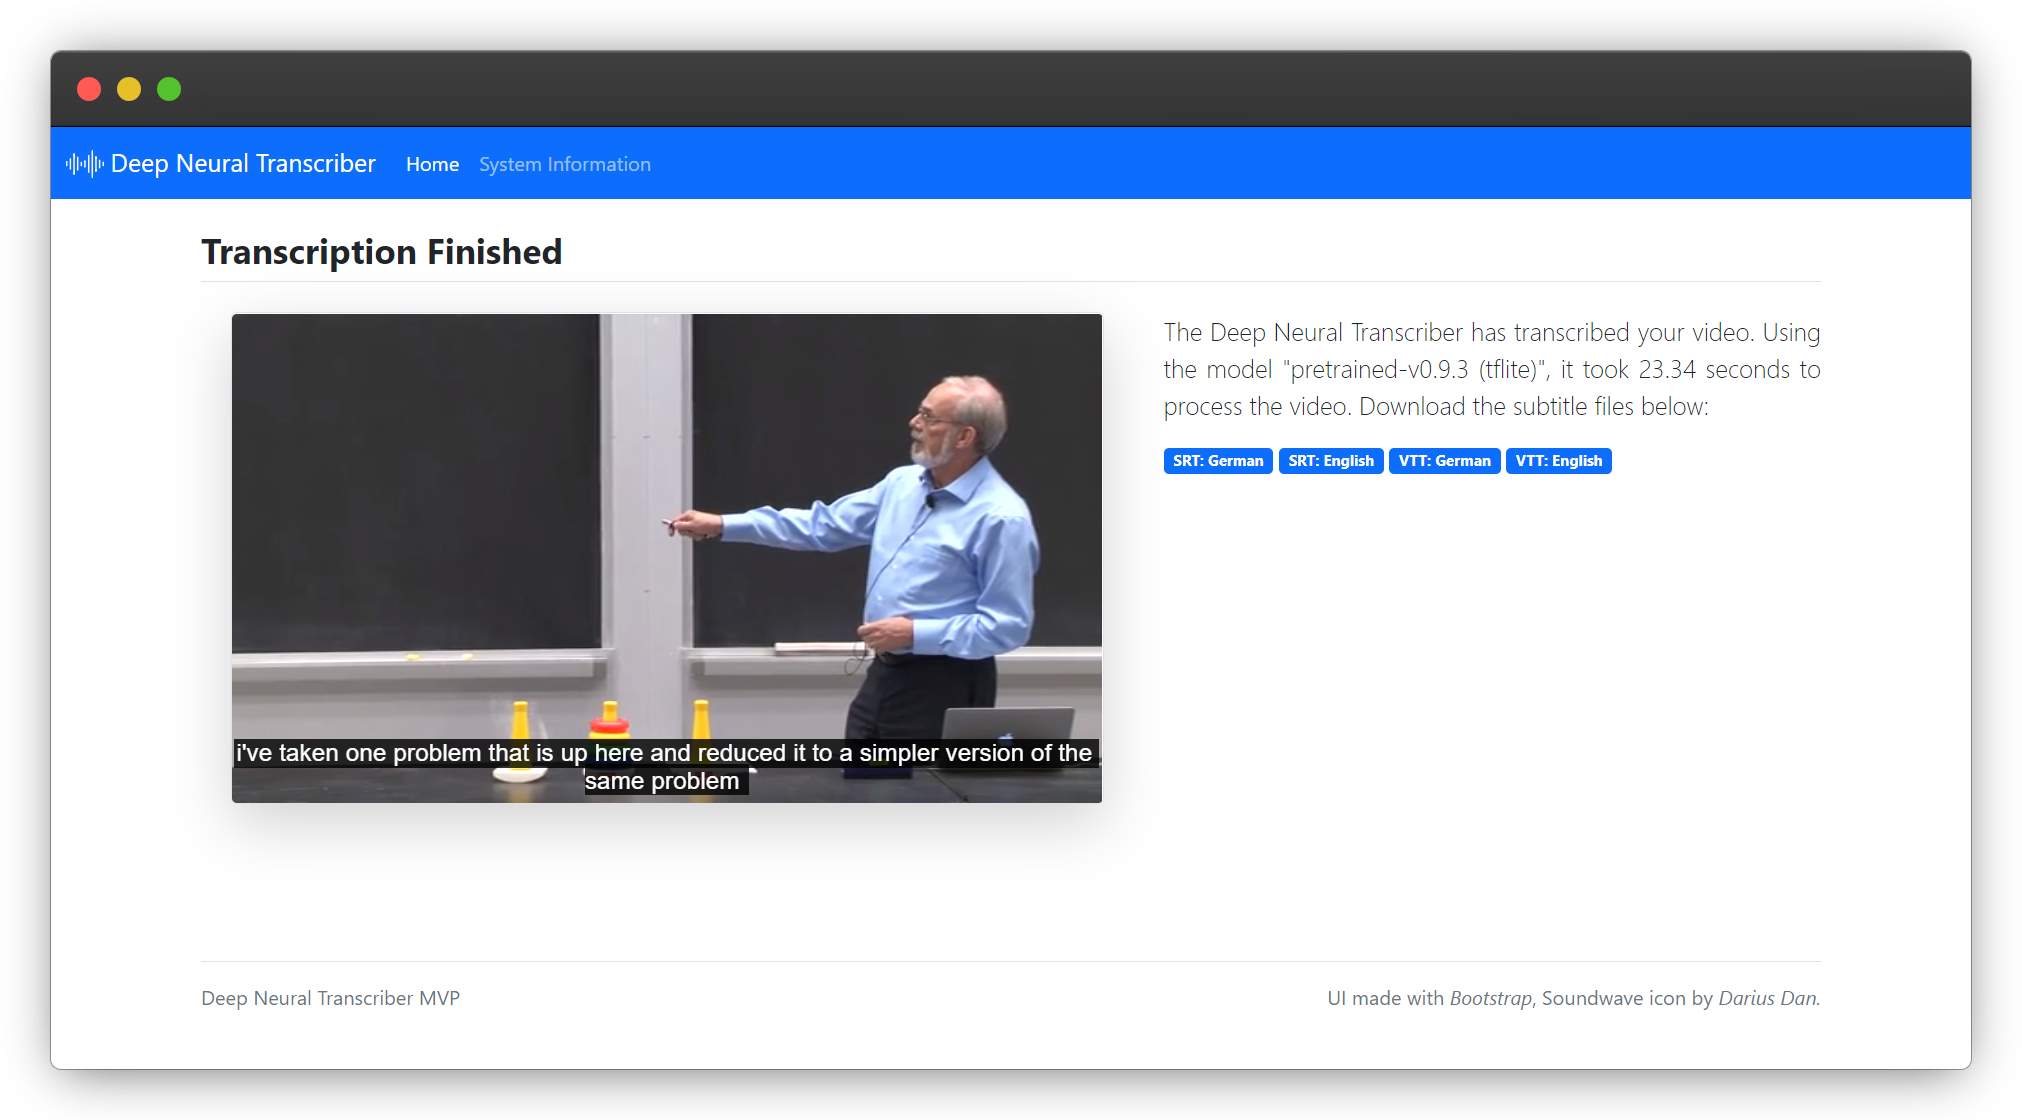 Deep Neural Transcriber Home System Information
Transcription Finished
The Deep Neural Transcriber has transcribed your video. Using
the model "pretrained-v0.9.3 (tflite)", it took 23.34 seconds to
process the video. Download the subtitle files below:
SRT: German SRT: English VTT: German VTT: English
i've taken one problem that is up here and reduced it to a simpler version of the
same problem
Deep Neural Transcriber MVP
UI made with Bootstrap, Soundwave icon by Darius Dan.